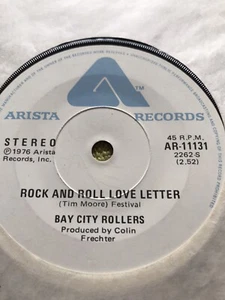 TM
ARISTA RECORDS
STEREO
℗1976 Arista
Records, Inc.
45 R.P.M.
AR-11131
2262-S
(2.52)
ROCK AND ROLL LOVE LETTER
(Tim Moore) Festival
BAY CITY ROLLERS
Produced by Colin
Frechter